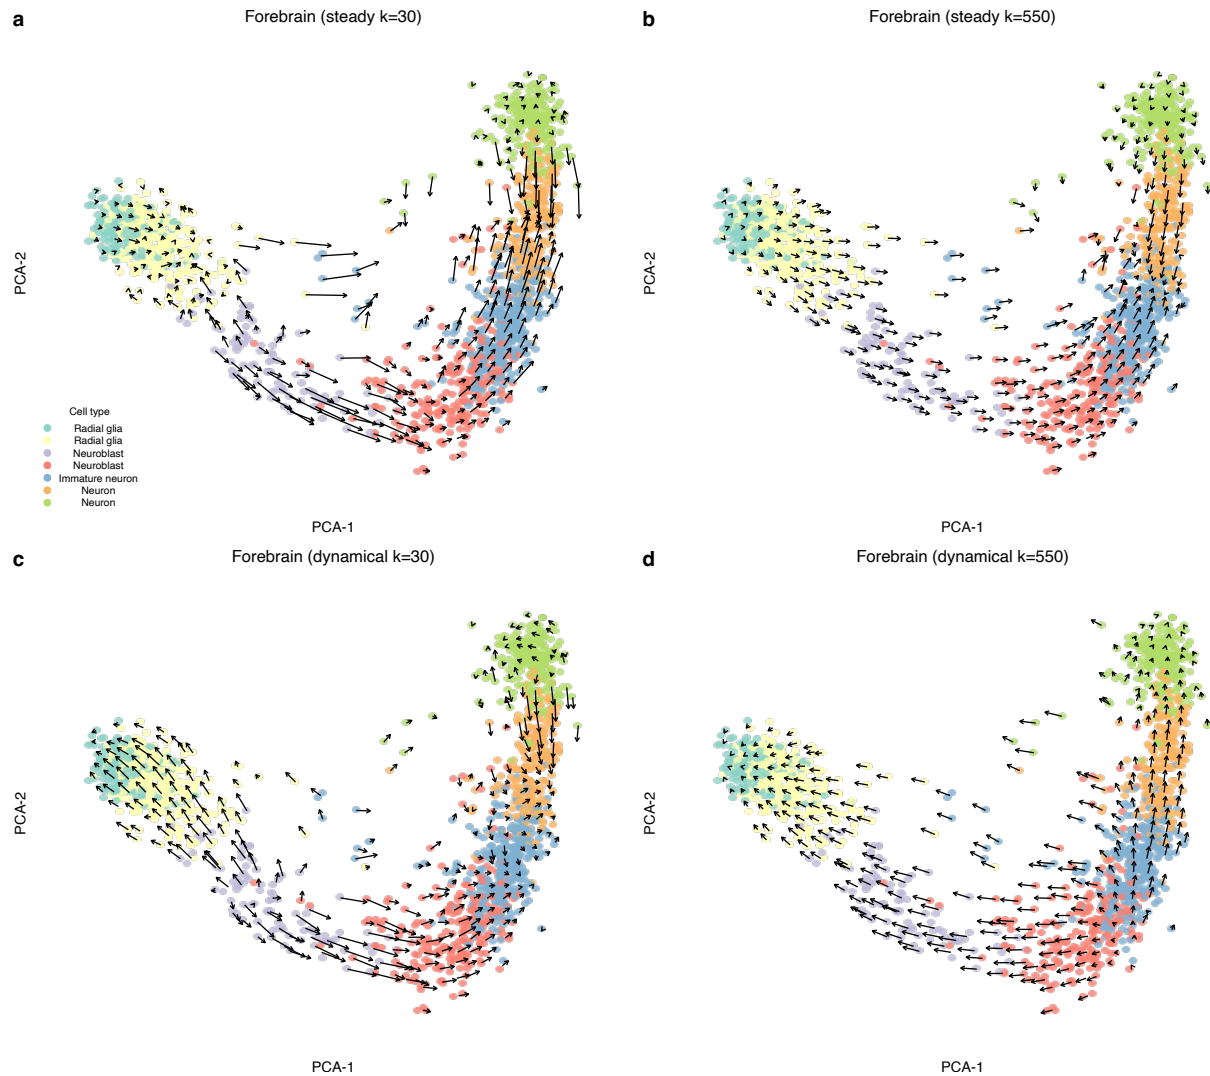 a
Forebrain (steady k=30)
PCA-2
Cell type
Radial glia
Radial glia
Neuroblast
Neuroblast
Immature neuron
Neuron
Neuron
PCA-1
b
Forebrain (steady k=550)
PCA-2
PCA-1
c
Forebrain (dynamical k=30)
PCA-2
PCA-1
d
Forebrain (dynamical k=550)
PCA-2
PCA-1